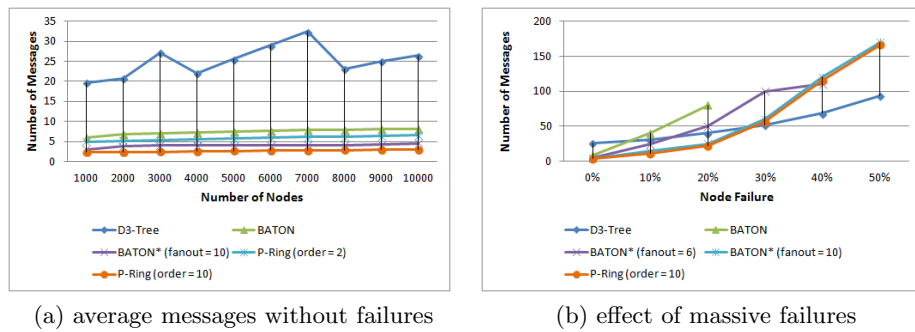 Number of Messages
35
30
25
20
15
10
5
0
1000 2000 3000 4000 5000 6000 7000 8000 9000 10000
Number of Nodes
D3-Tree BATON
BATON* (fanout = 10) P-Ring (order = 2)
P-Ring (order = 10)
(a) average messages without failures
Number of Messages
200
150
100
50
0
0% 10% 20% 30% 40% 50%
Node Failure
D3-Tree BATON
BATON* (fanout = 6) BATON* (fanout = 10)
P-Ring (order = 10)
(b) effect of massive failures